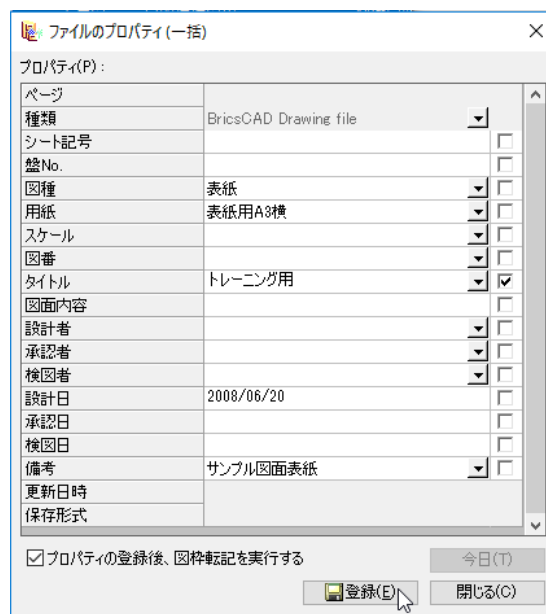 ファイルのプロパティ(一括)
プロパティ(P):
ページ
種類 BricsCAD Drawing file
シート記号
盤No.
図種 表紙
用紙 表紙用A3横
スケール
図番
タイトル トレーニング用
図面内容
設計者
承認者
検図者
設計日 2008/06/20
承認日
検図日
備考 サンプル図面表紙
更新日時
保存形式
プロパティの登録後、図枠転記を実行する 今日(T)
登録(E) 閉じる(C)